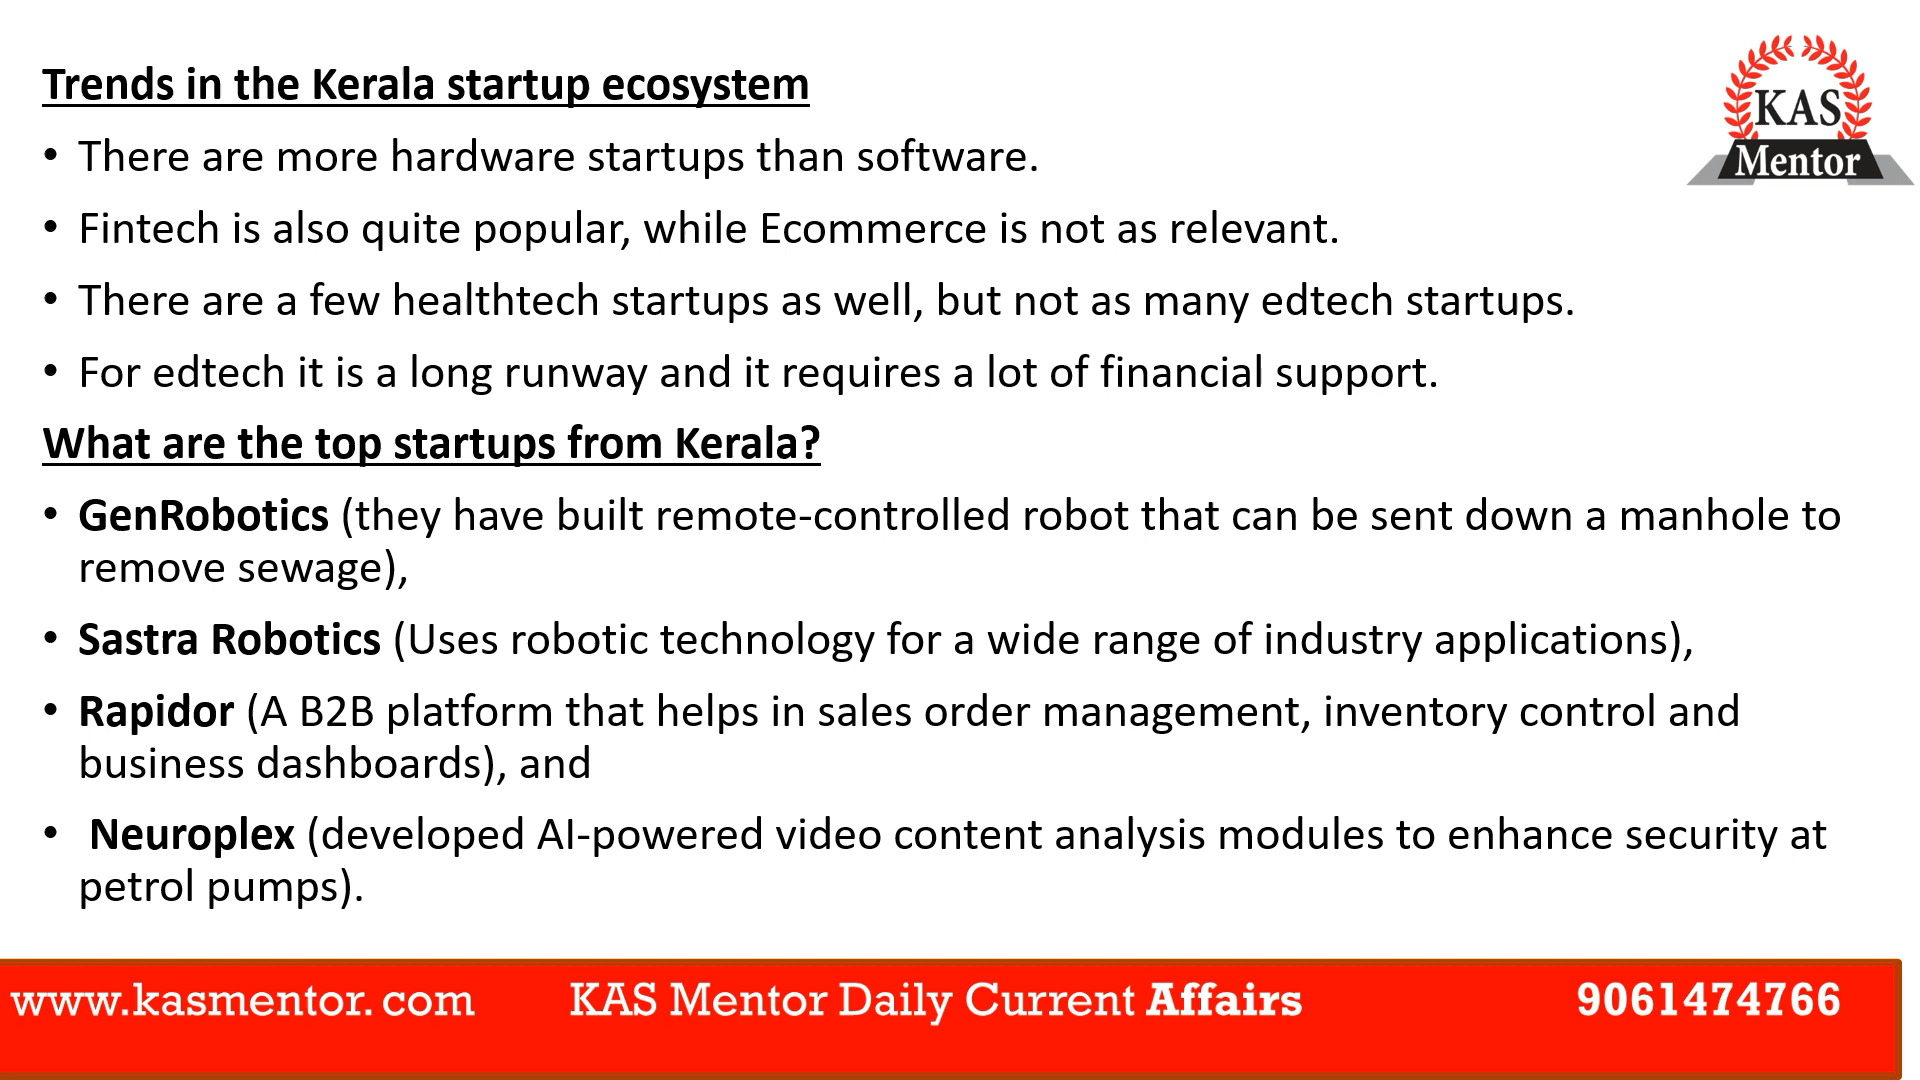 Trends in the Kerala startup ecosystem
KAS
Mentor
• There are more hardware startups than software.
• Fintech is also quite popular, while Ecommerce is not as relevant.
• There are a few healthtech startups as well, but not as many edtech startups.
• For edtech it is a long runway and it requires a lot of financial support.
What are the top startups from Kerala?
• GenRobotics (they have built remote-controlled robot that can be sent down a manhole to
remove sewage),
• Sastra Robotics (Uses robotic technology for a wide range of industry applications),
• Rapidor (A B2B platform that helps in sales order management, inventory control and
business dashboards), and
• Neuroplex (developed AI-powered video content analysis modules to enhance security at
petrol pumps).
www.kasmentor. com KAS Mentor Daily Current Affairs 9061474766